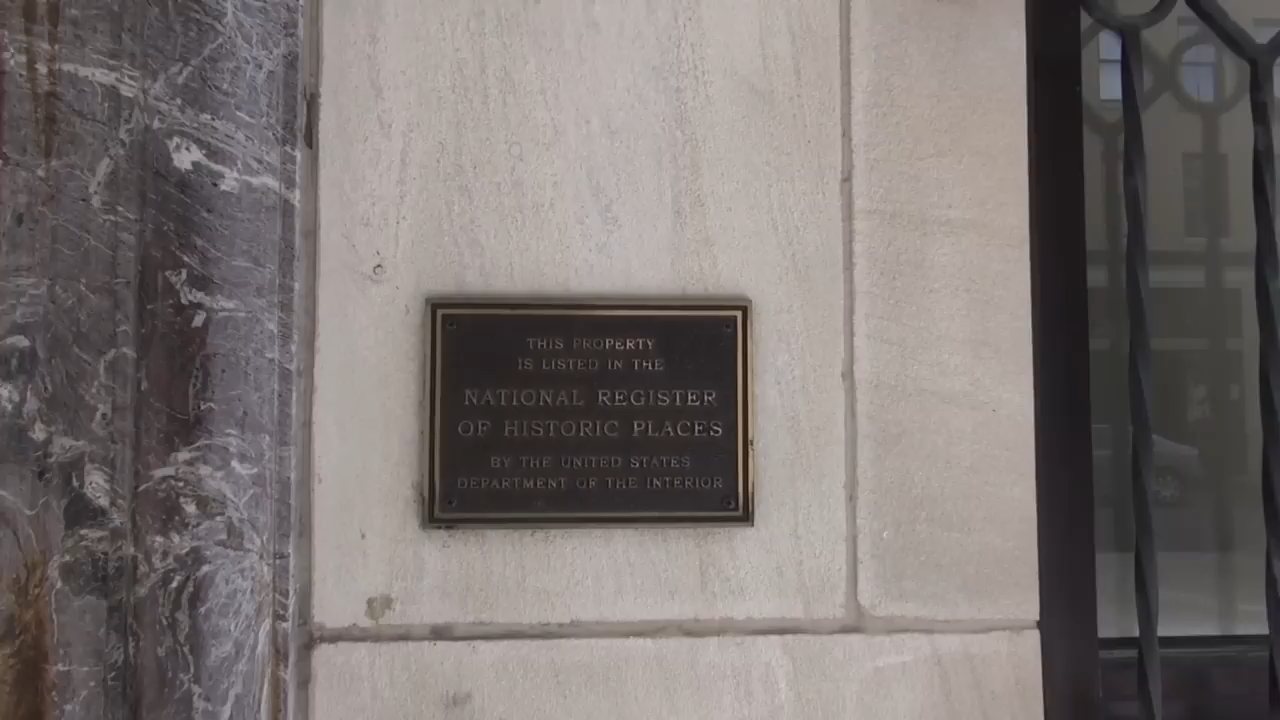 THIS PROPERTY
IS LISTED IN THE
NATIONAL REGISTER
OF HISTORIC PLACES
BY THE UNITED STATES
DEPARTMENT OF THE INTERIOR